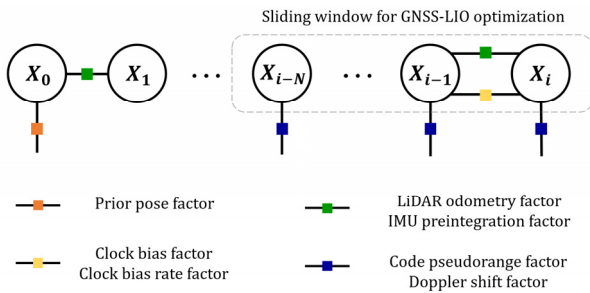 Sliding window for GNSS-LIO optimization
X₀ X₁ ... Xᵢ₋N ... Xᵢ₋₁ Xᵢ
Prior pose factor
LiDAR odometry factor
IMU preintegration factor
Clock bias factor
Clock bias rate factor
Code pseudorange factor
Doppler shift factor